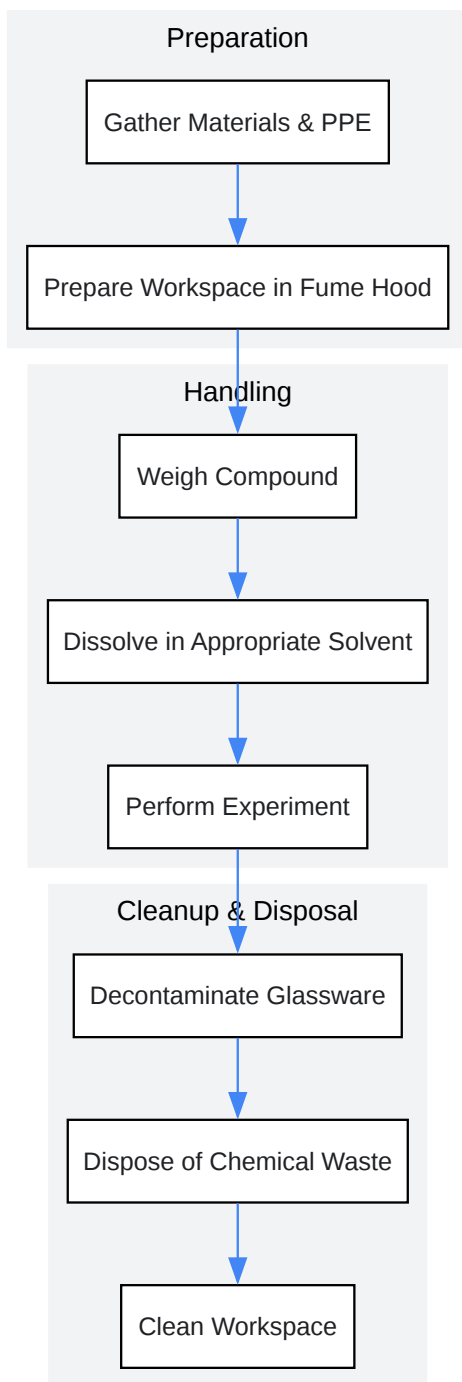 Preparation
Gather Materials & PPE
Prepare Workspace in Fume Hood
Handling
Weigh Compound
Dissolve in Appropriate Solvent
Perform Experiment
Cleanup & Disposal
Decontaminate Glassware
Dispose of Chemical Waste
Clean Workspace